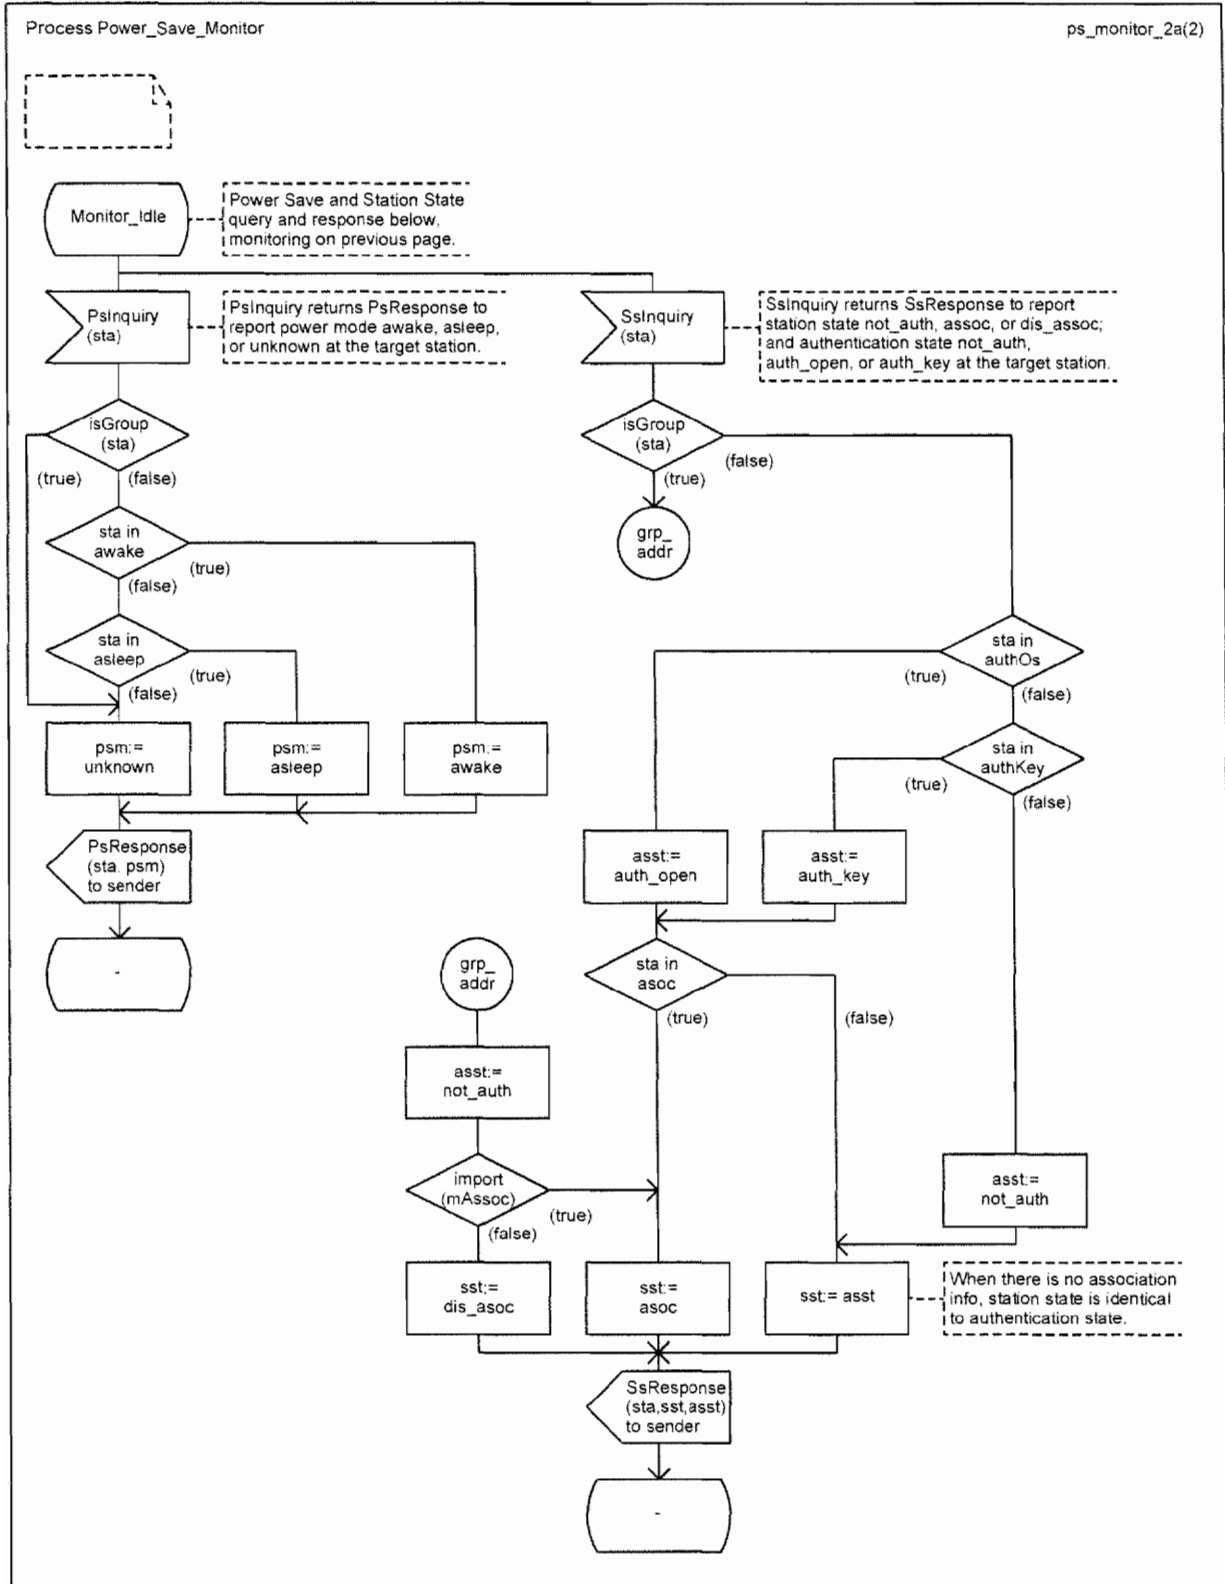 Process Power_Save_Monitor
ps_monitor_2a(2)
Monitor_Idle
Power Save and Station State
query and response below,
monitoring on previous page.
PsInquiry
(sta)
PsInquiry returns PsResponse to
report power mode awake, asleep,
or unknown at the target station.
SsInquiry
(sta)
SsInquiry returns SsResponse to report
station state not_auth, assoc, or dis_assoc;
and authentication state not_auth,
auth_open, or auth_key at the target station.
isGroup
(sta)
(true)
(false)
isGroup
(sta)
(true)
(false)
grp_
addr
sta in
awake
(true)
(false)
sta in
asleep
(true)
(false)
sta in
authOs
(true)
(false)
psm:=
unknown
psm:=
asleep
psm:=
awake
sta in
authKey
(true)
(false)
PsResponse
(sta, psm)
to sender
-
asst:=
auth_open
asst:=
auth_key
grp_
addr
sta in
asoc
(true)
(false)
asst:=
not_auth
import
(mAssoc)
(true)
(false)
asst:=
not_auth
sst:=
dis_asoc
sst:=
asoc
sst:= asst
When there is no association
info, station state is identical
to authentication state.
SsResponse
(sta,sst,asst)
to sender
-